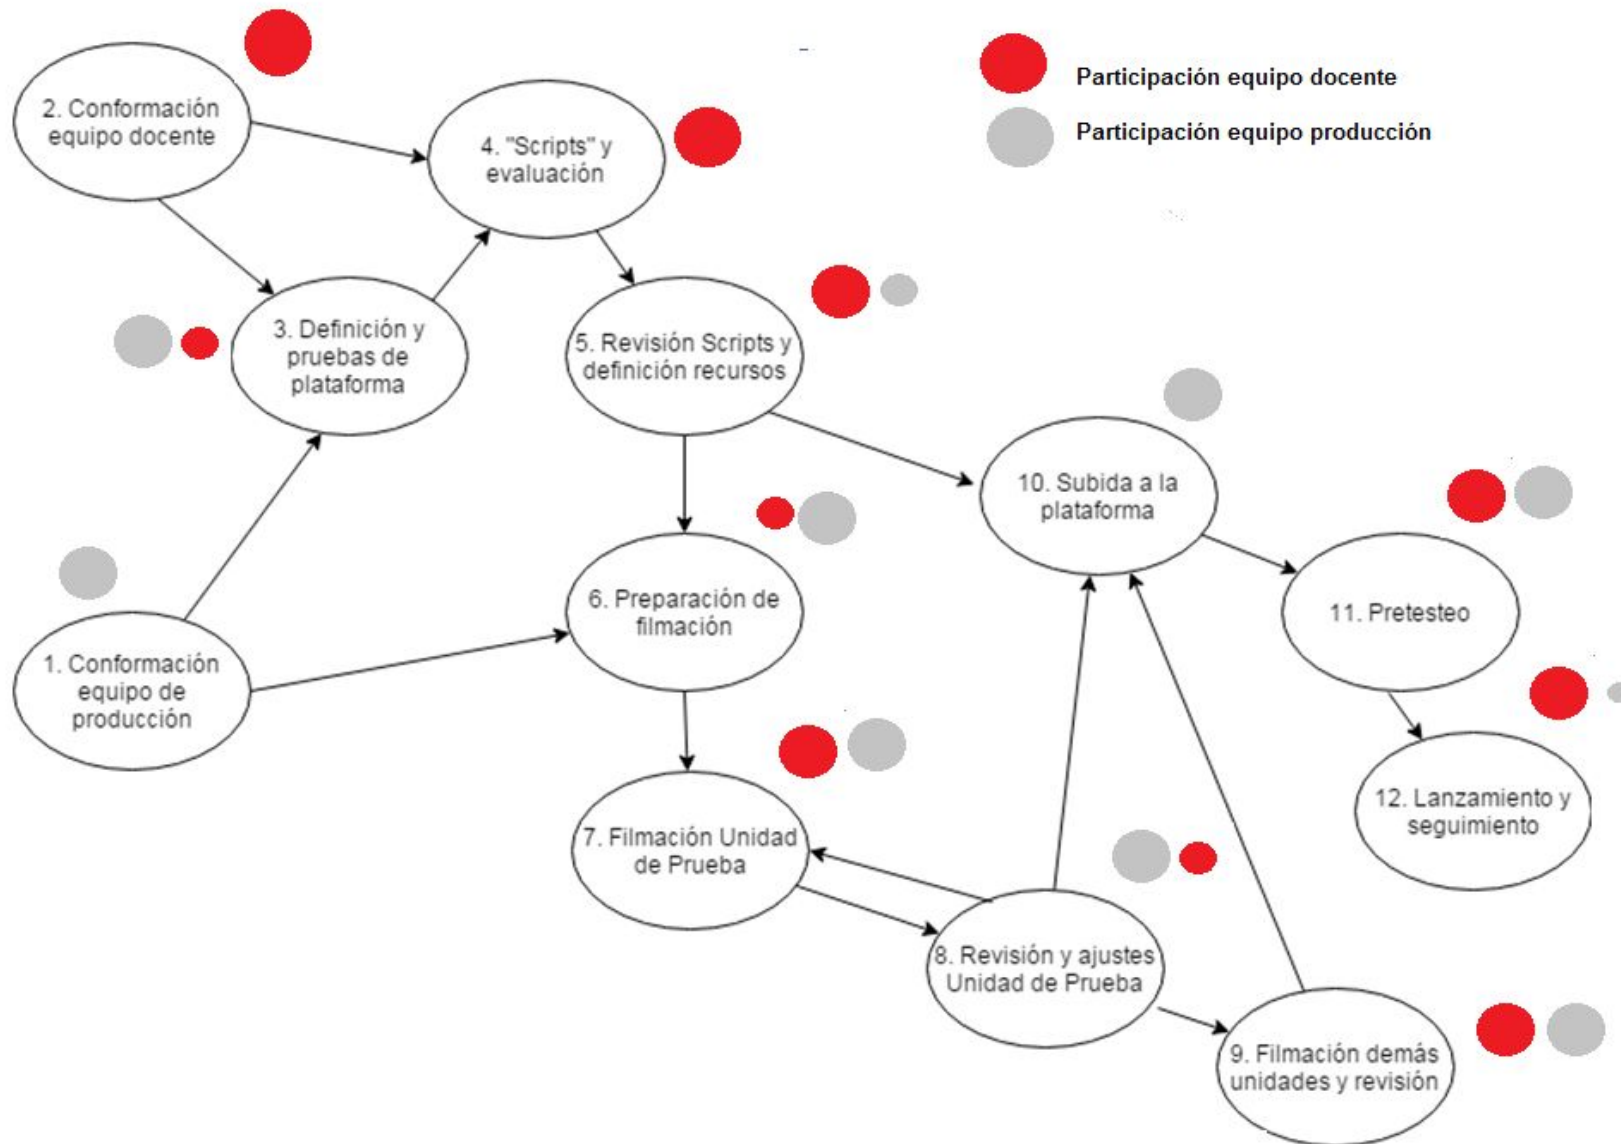 Participación equipo docente
Participación equipo producción
2. Conformación
equipo docente
4. "Scripts" y
evaluación
3. Definición y
pruebas de
plataforma
5. Revisión Scripts y
definición recursos
10. Subida a la
plataforma
6. Preparación de
filmación
11. Pretesteo
1. Conformación
equipo de
producción
12. Lanzamiento y
seguimiento
7. Filmación Unidad
de Prueba
8. Revisión y ajustes
Unidad de Prueba
9. Filmación demás
unidades y revisión